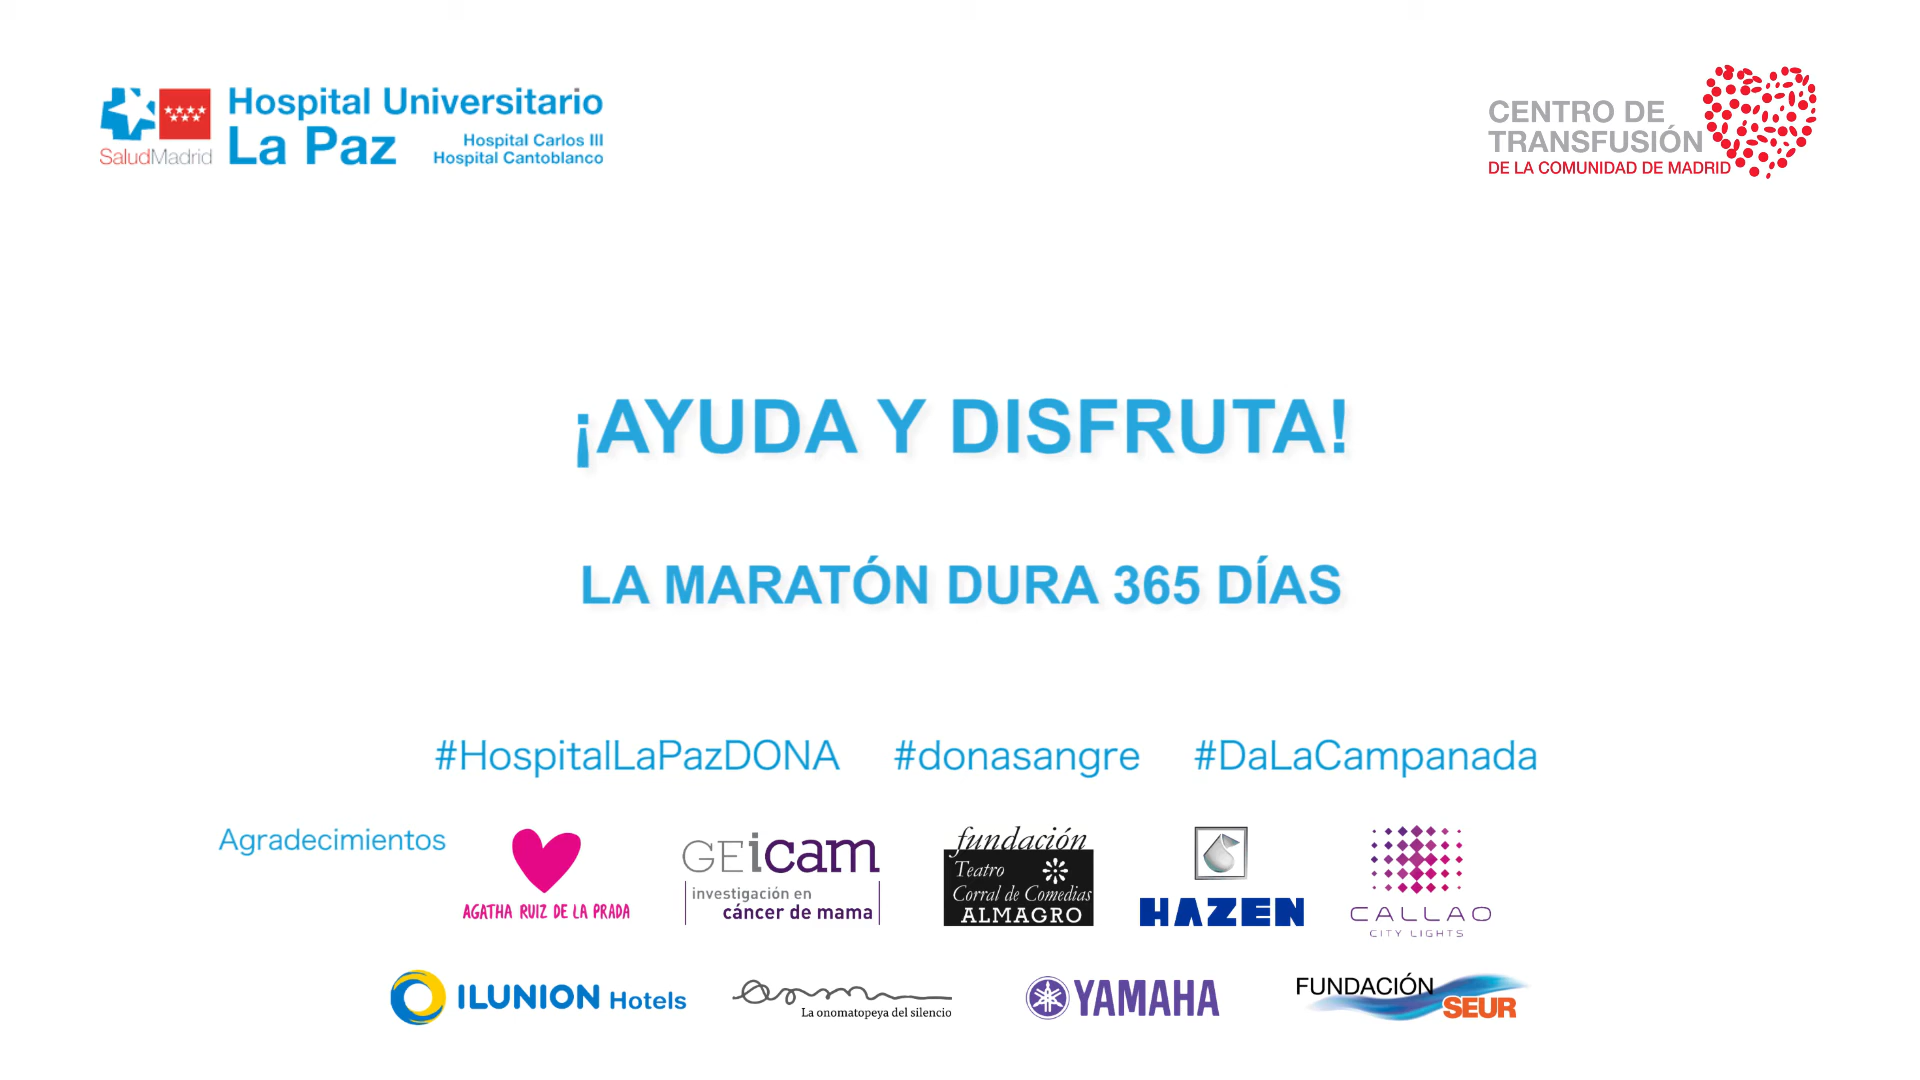 Hospital Universitario
La Paz
Hospital Carlos III
Hospital Cantoblanco
SaludMadrid
CENTRO DE
TRANSFUSIÓN
DE LA COMUNIDAD DE MADRID
¡AYUDA Y DISFRUTA!
LA MARATÓN DURA 365 DÍAS
#HospitalLaPazDONA #donasangre #DaLaCampanada
Agradecimientos
AGATHA RUIZ DE LA PRADA
GEicam
investigación en
cáncer de mama
fundación
Teatro
Corral de Comedias
ALMAGRO
HAZEN
CALLAO
CITY LIGHTS
ILUNION Hotels
La onomatopeya del silencio
YAMAHA
FUNDACIÓN
SEUR